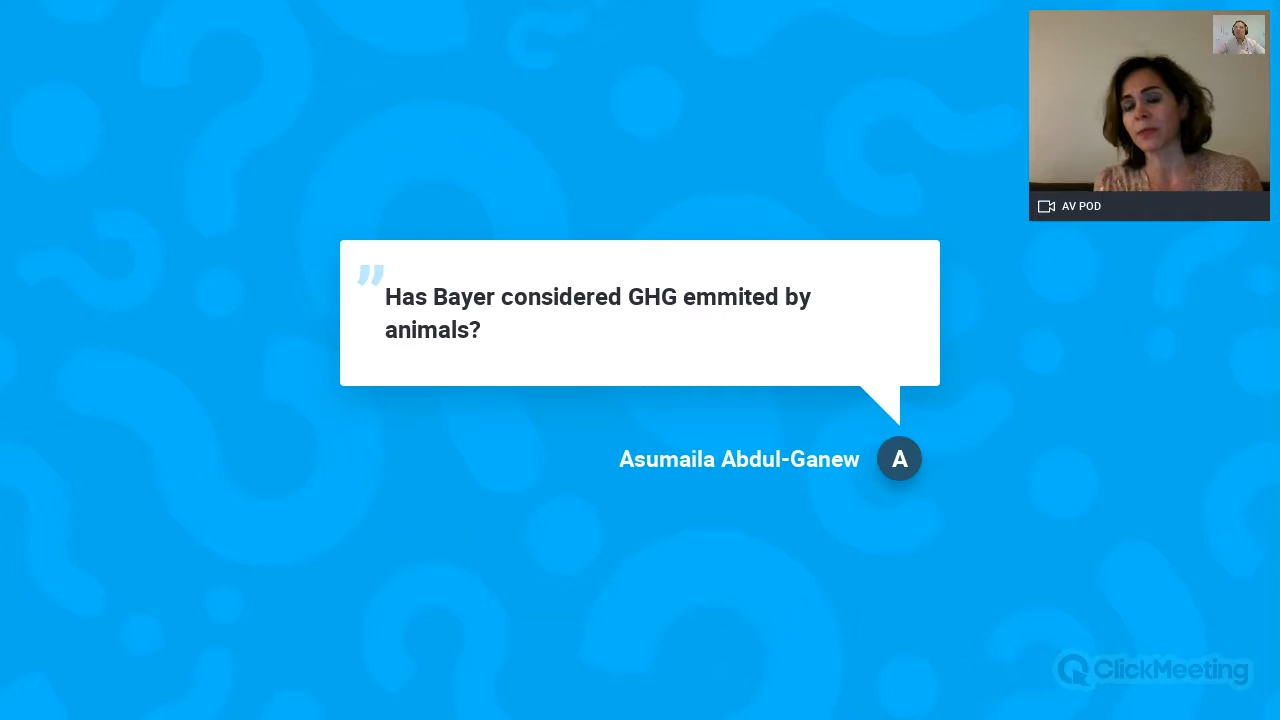 AV POD
"
Has Bayer considered GHG emmited by
animals?
Asumaila Abdul-Ganew A
ClickMeeting